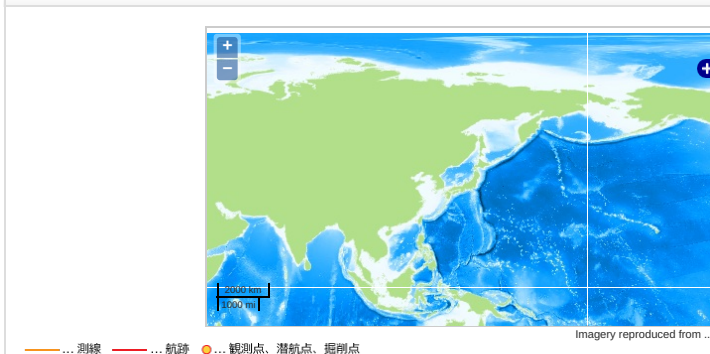 +
−
+
2000 km
1000 mi
Imagery reproduced from ...
... 測線 ... 航跡 ... 観測点、潜航点、掘削点